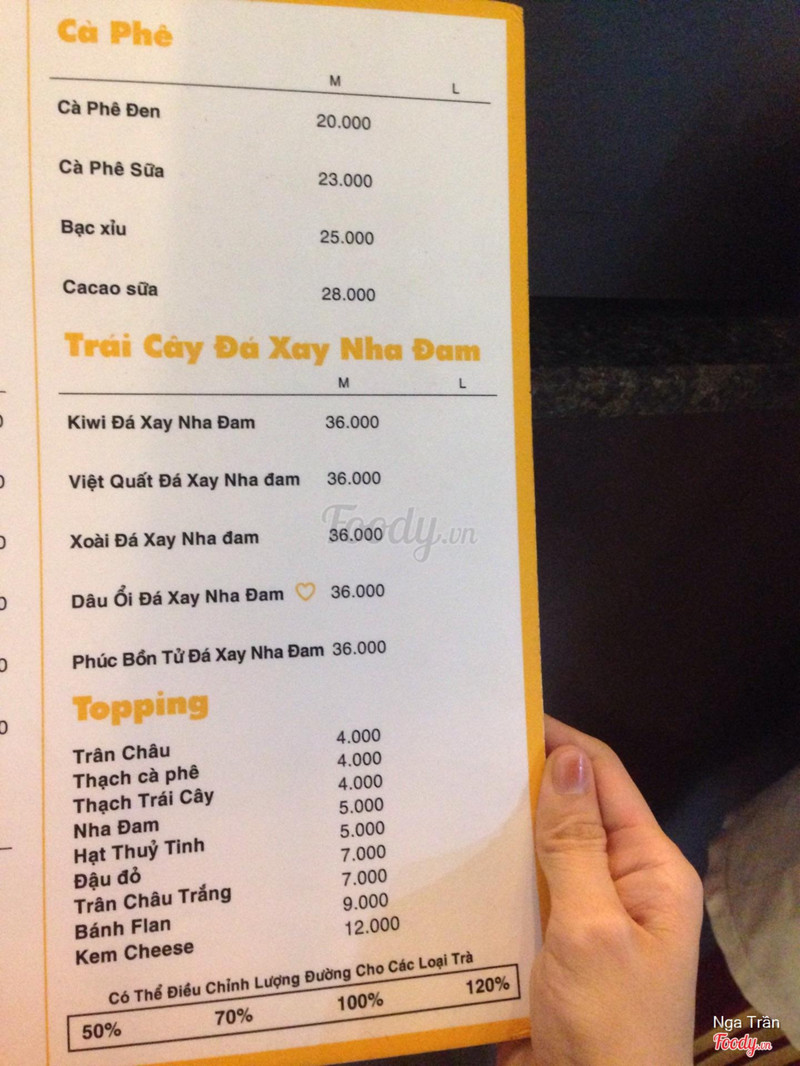 Cà Phê
M L
Cà Phê Đen 20.000
Cà Phê Sữa 23.000
Bạc xỉu 25.000
Cacao sữa 28.000
Trái Cây Đá Xay Nha Đam
M L
Kiwi Đá Xay Nha Đam 36.000
Việt Quất Đá Xay Nha đam 36.000
Xoài Đá Xay Nha đam 36.000
Dâu Ổi Đá Xay Nha Đam 36.000
Phúc Bồn Tử Đá Xay Nha Đam 36.000
Topping
Trân Châu 4.000
Thạch cà phê 4.000
Thạch Trái Cây 4.000
Nha Đam 5.000
Hạt Thuỷ Tinh 5.000
Đậu đỏ 7.000
Trân Châu Trắng 7.000
Bánh Flan 9.000
Kem Cheese 12.000
Có Thể Điều Chỉnh Lượng Đường Cho Các Loại Trà
50% 70% 100% 120%
Foody.vn
Nga Trần
Foody.vn